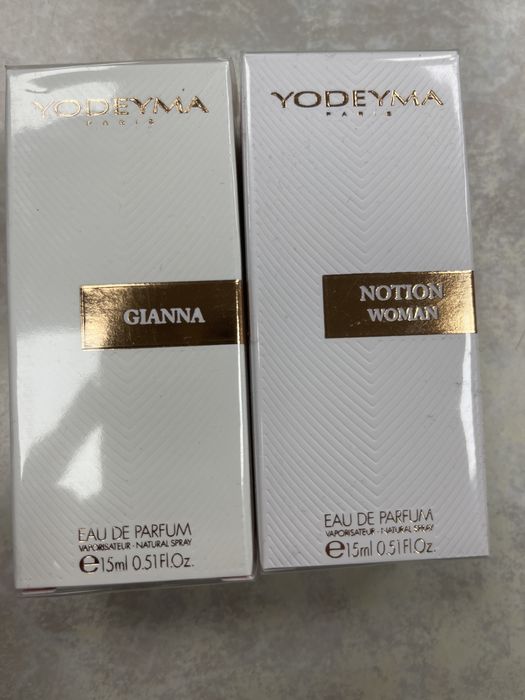 YODEYMA
PARIS
GIANNA
EAU DE PARFUM
VAPORISATEUR - NATURAL SPRAY
℮15ml 0.51Fl.Oz.
YODEYMA
PARIS
NOTION
WOMAN
EAU DE PARFUM
VAPORISATEUR - NATURAL SPRAY
℮15ml 0.51Fl.Oz.